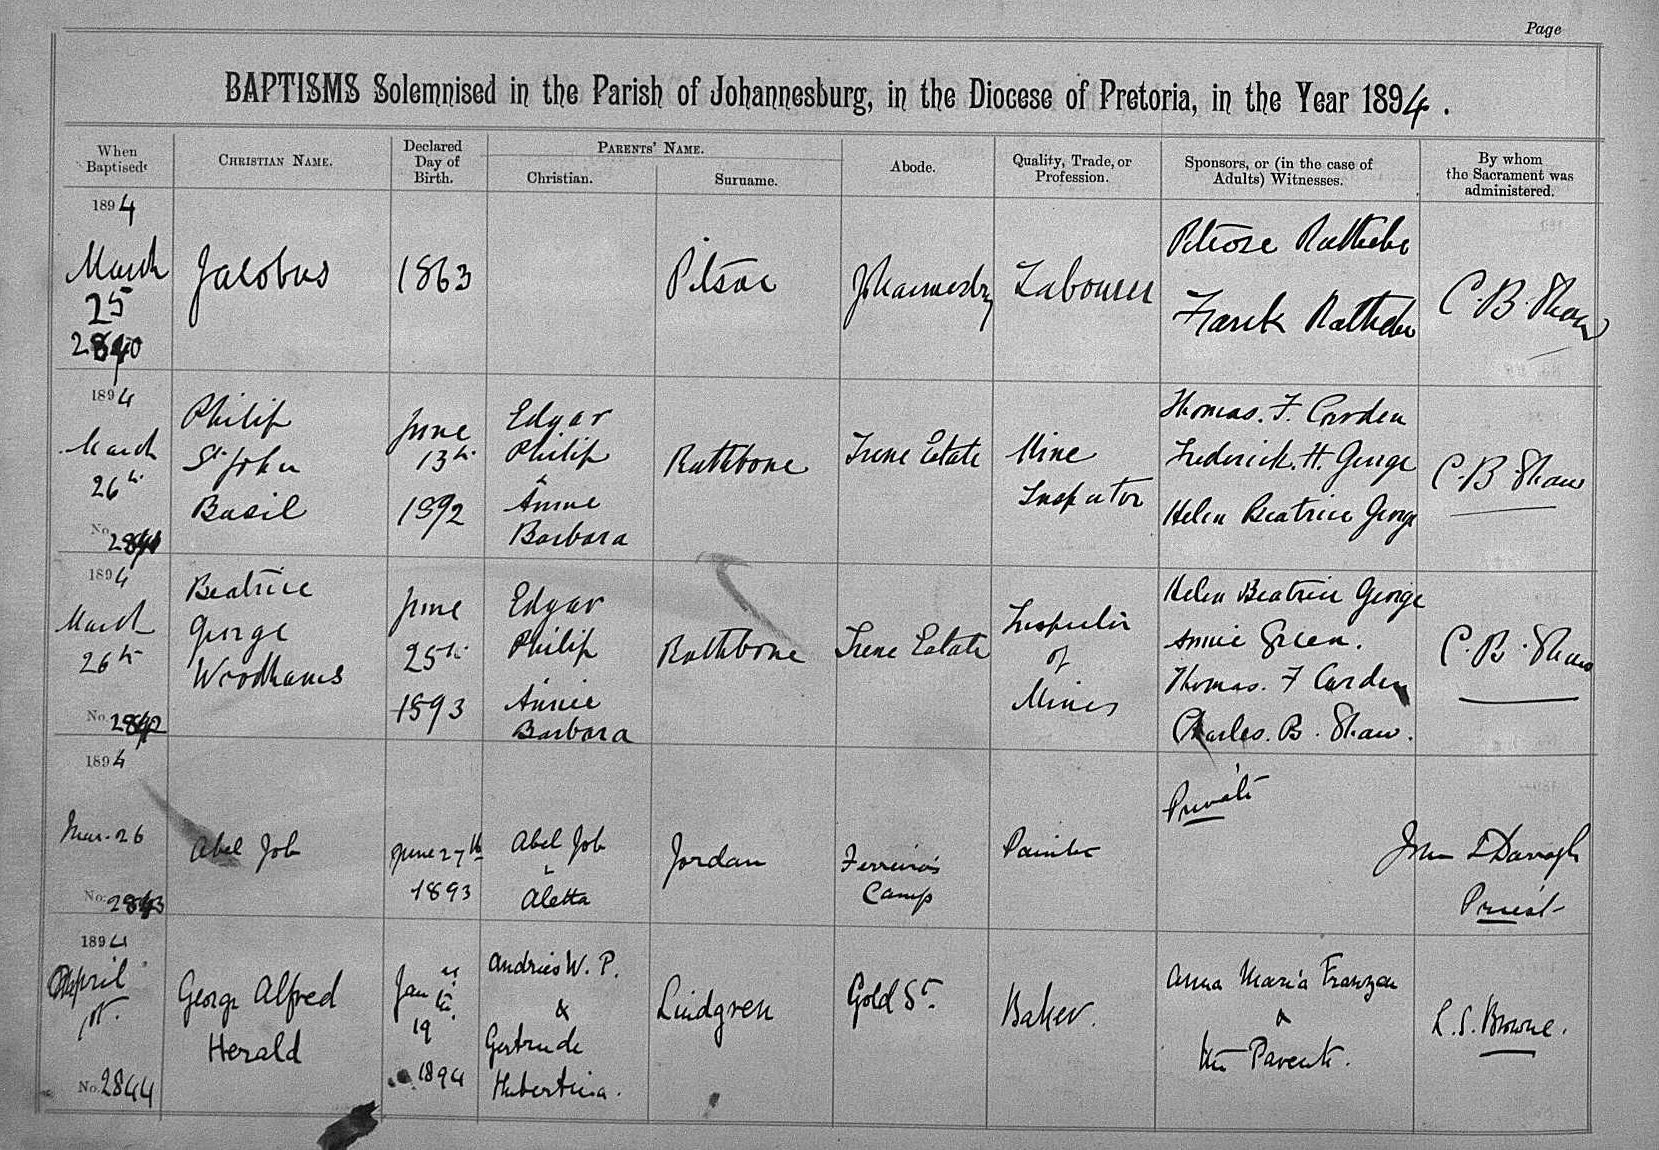 Page
BAPTISMS Solemnised in the Parish of Johannesburg, in the Diocese of Pretoria, in the Year 1894.
When Baptised
CHRISTIAN NAME.
Declared Day of Birth.
PARENTS' NAME.
Christian.
Surname.
Abode.
Quality, Trade, or Profession.
Sponsors, or (in the case of Adults) Witnesses.
By whom the Sacrament was administered.
1894
March
25
2840
Jacobus
1863
Pitsoe
Johannesburg
Labourer
Frank
C. B. Shaw
1894
March
26th
No. 2841
Philip
St John
Basil
June
13th
1892
Edgar
Philip
&
Annie
Barbara
Rathbone
Irene Estate
Mine
Inspector
Thomas. F. Carden
Frederick. H. George
Helen Beatrice George
C. B. Shaw
1894
March
26th
No. 2842
Beatrice
George
Woodhams
June
25th
1893
Edgar
Philip
&
Annie
Barbara
Rathbone
Irene Estate
Inspector
of
Mines
Helen Beatrice George
Annie Green.
Thomas. F Carden
Charles. B. Shaw.
C. B. Shaw
1894
Mar. 26
No. 2843
Abel Job
June 27th
1893
Abel Job
&
Aletta
Jordan
Ferreira's
Camp
Painter
Private
John T Darragh
Priest
1894
April
1st.
No. 2844
George Alfred
Herald
Jan
19
1894
Andries W. P.
&
Gertrude
Hubertina.
Lindgren
Gold St.
Baker.
Anna Maria Franzen
&
the Parents.
L. S. Browne.